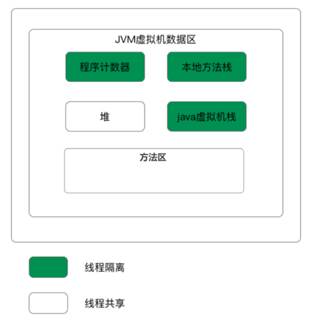 JVM虚拟机数据区
程序计数器
本地方法栈
堆
java虚拟机栈
方法区
线程隔离
线程共享